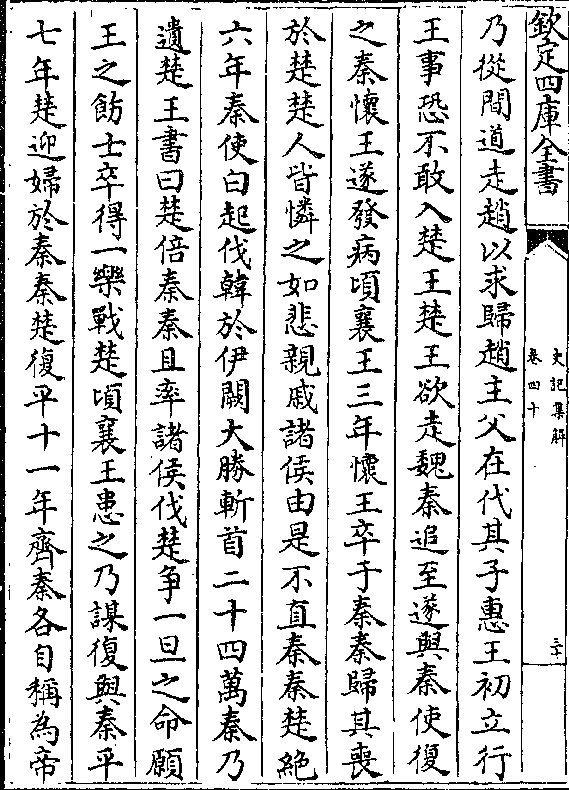 欽定四庫全書
史記集解
卷四十
三十
乃從間道走趙以求歸趙主父在代其子惠王初立行
王事恐不敢入楚王楚王欲走魏秦追至遂與秦使復
之秦懷王遂發病頃襄王三年懷王卒于秦秦歸其喪
於楚楚人皆憐之如悲親戚諸侯由是不直秦秦楚絶
六年秦使白起伐韓於伊闕大勝斬首二十四萬秦乃
遺楚王書曰楚倍秦秦且率諸侯伐楚争一旦之命願
王之飭士卒得一樂戰楚頃襄王患之乃謀復與秦平
七年楚迎婦於秦秦楚復平十一年齊秦各自稱為帝